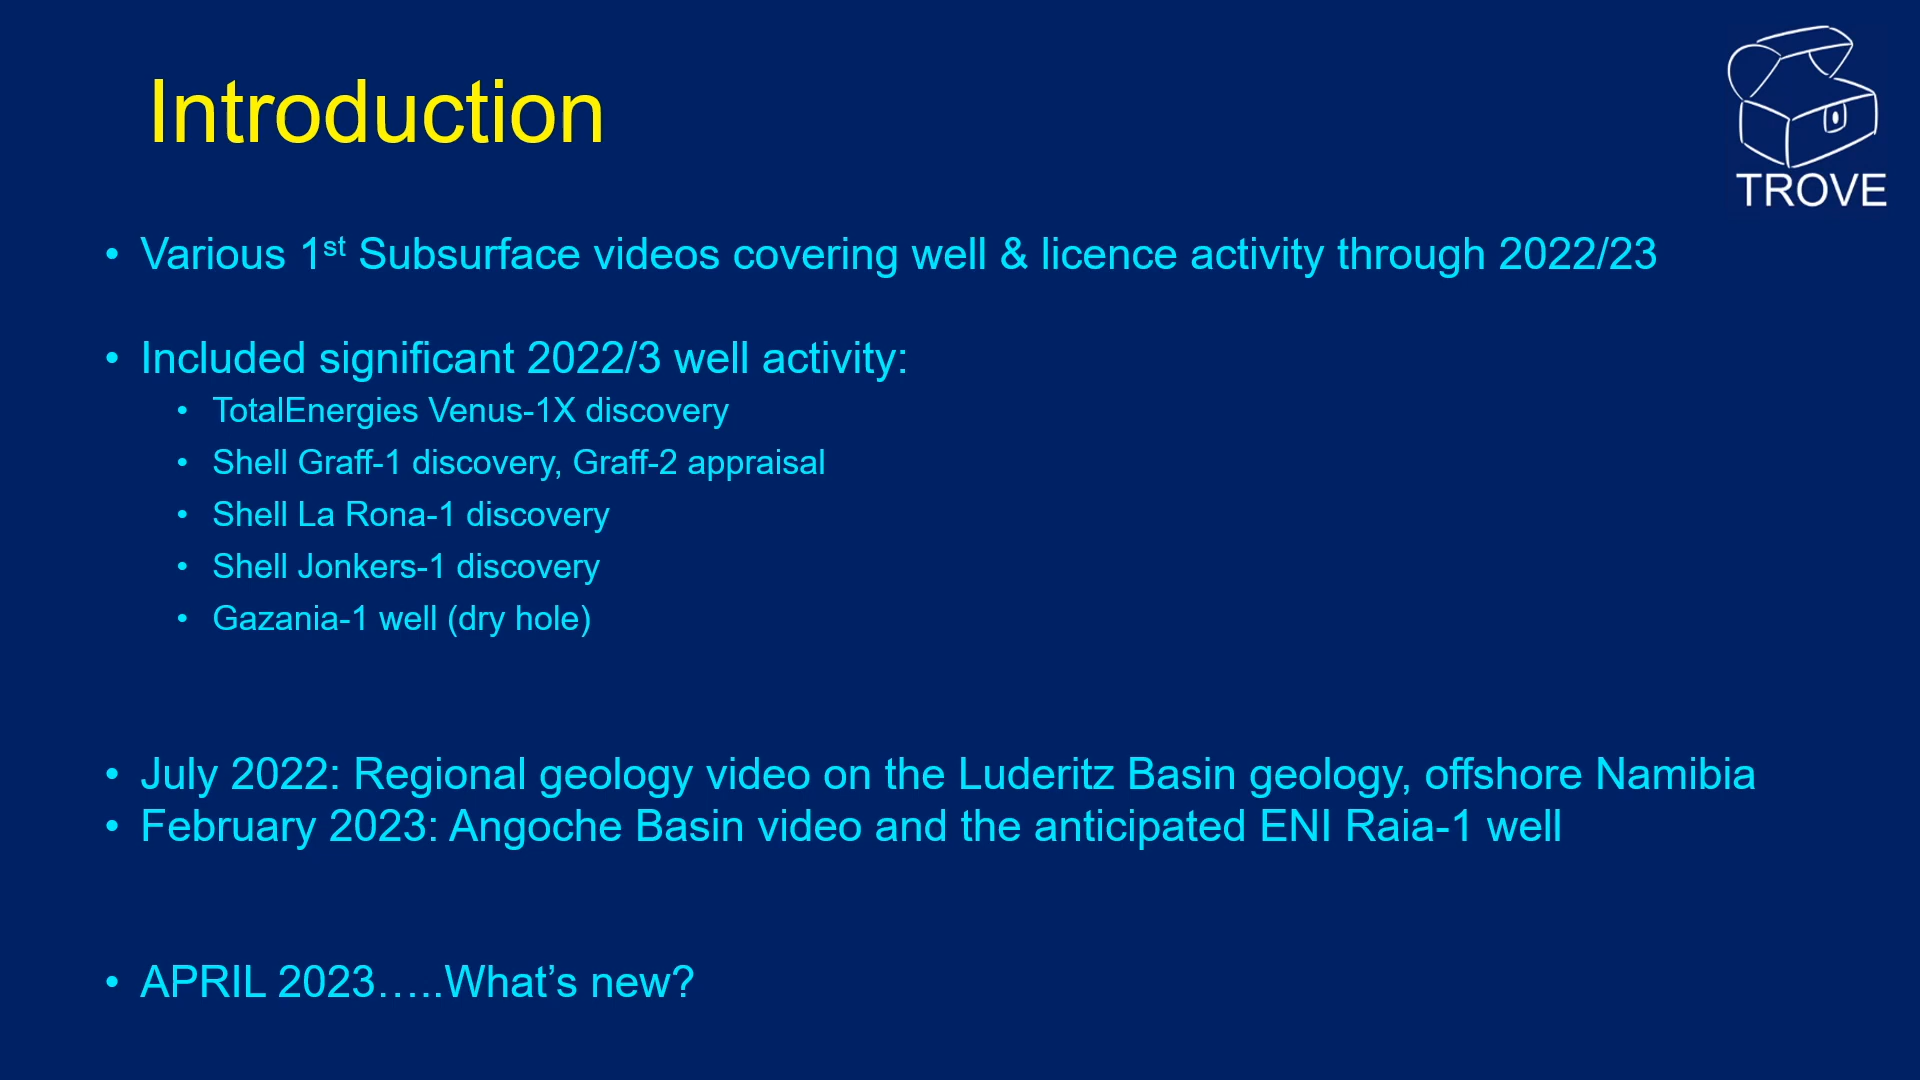 Introduction
TROVE
• Various 1st Subsurface videos covering well & licence activity through 2022/23
• Included significant 2022/3 well activity:
• TotalEnergies Venus-1X discovery
• Shell Graff-1 discovery, Graff-2 appraisal
• Shell La Rona-1 discovery
• Shell Jonkers-1 discovery
• Gazania-1 well (dry hole)
• July 2022: Regional geology video on the Luderitz Basin geology, offshore Namibia
• February 2023: Angoche Basin video and the anticipated ENI Raia-1 well
• APRIL 2023…..What’s new?